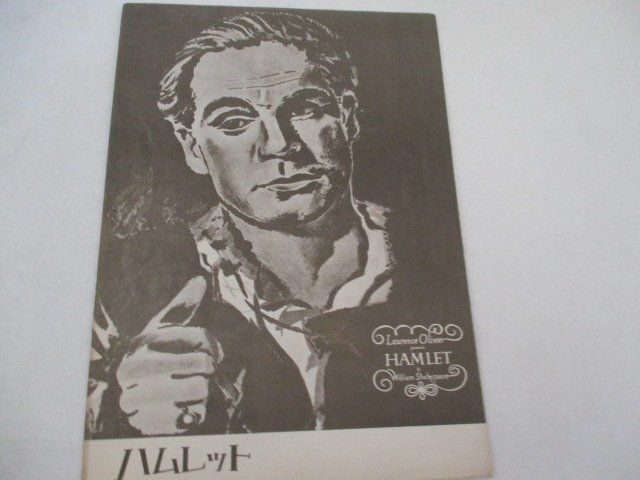 Laurence Olivier
presents
HAMLET
by
William Shakespeare
ハムレット